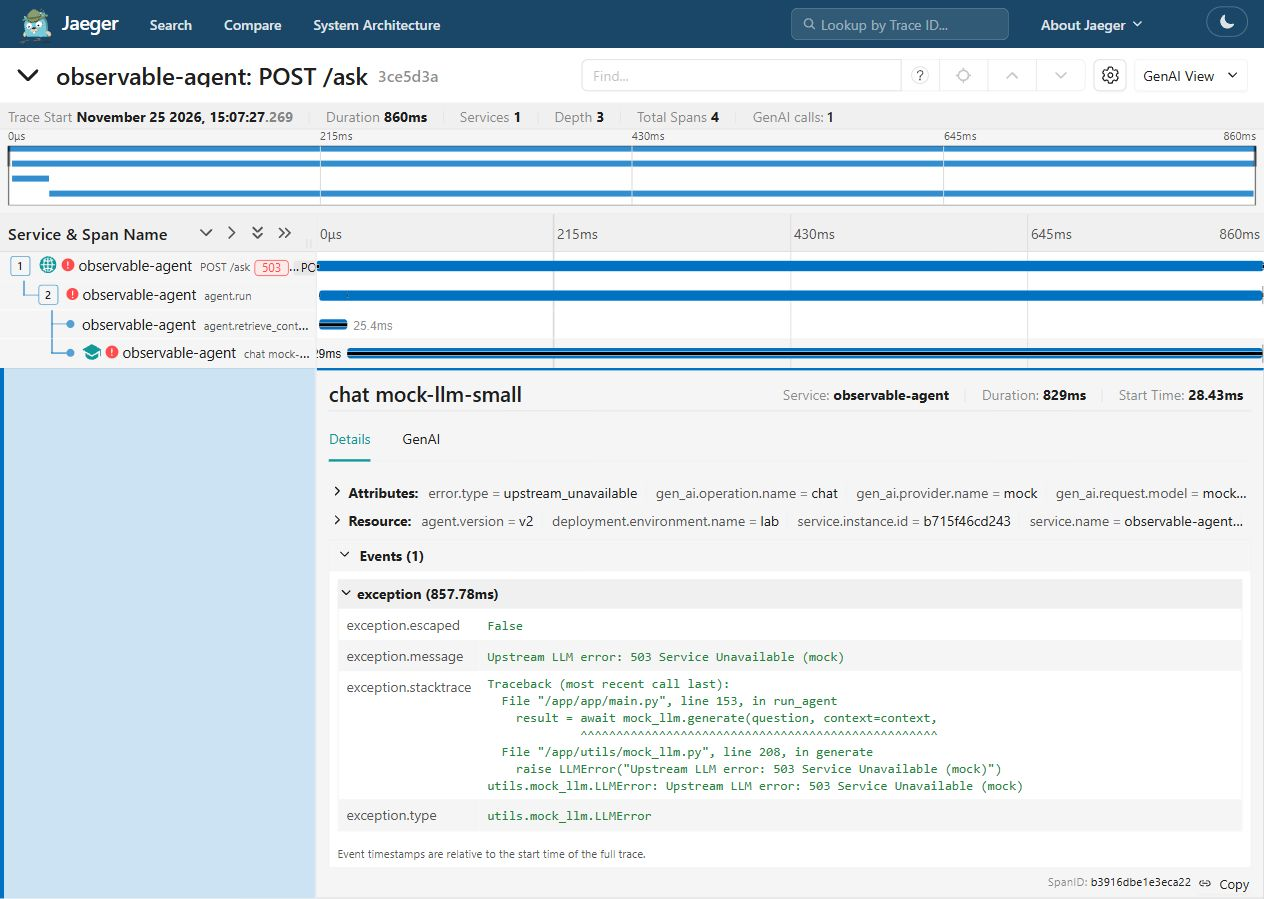 Jaeger Search Compare System Architecture Lookup by Trace ID... About Jaeger
observable-agent: POST /ask 3ce5d3a Find... ? GenAI View
Trace Start November 25 2026, 15:07:27.269 Duration 860ms Services 1 Depth 3 Total Spans 4 GenAI calls: 1
0μs 215ms 430ms 645ms 860ms
Service & Span Name 0μs 215ms 430ms 645ms 860ms
1 observable-agent POST /ask 503 ...PO
2 observable-agent agent.run
observable-agent agent.retrieve_cont... 25.4ms
observable-agent chat mock-... 29ms
chat mock-llm-small Service: observable-agent Duration: 829ms Start Time: 28.43ms
Details GenAI
Attributes: error.type = upstream_unavailable gen_ai.operation.name = chat gen_ai.provider.name = mock gen_ai.request.model = mock...
Resource: agent.version = v2 deployment.environment.name = lab service.instance.id = b715f46cd243 service.name = observable-agent...
Events (1)
exception (857.78ms)
exception.escaped False
exception.message Upstream LLM error: 503 Service Unavailable (mock)
exception.stacktrace Traceback (most recent call last):
File "/app/app/main.py", line 153, in run_agent
result = await mock_llm.generate(question, context=context,
^^^^^^^^^^^^^^^^^^^^^^^^^^^^^^^^^^^^^^^^^^^^^^^^^^
File "/app/utils/mock_llm.py", line 208, in generate
raise LLMError("Upstream LLM error: 503 Service Unavailable (mock)")
utils.mock_llm.LLMError: Upstream LLM error: 503 Service Unavailable (mock)
exception.type utils.mock_llm.LLMError
Event timestamps are relative to the start time of the full trace.
SpanID: b3916dbe1e3eca22 Copy